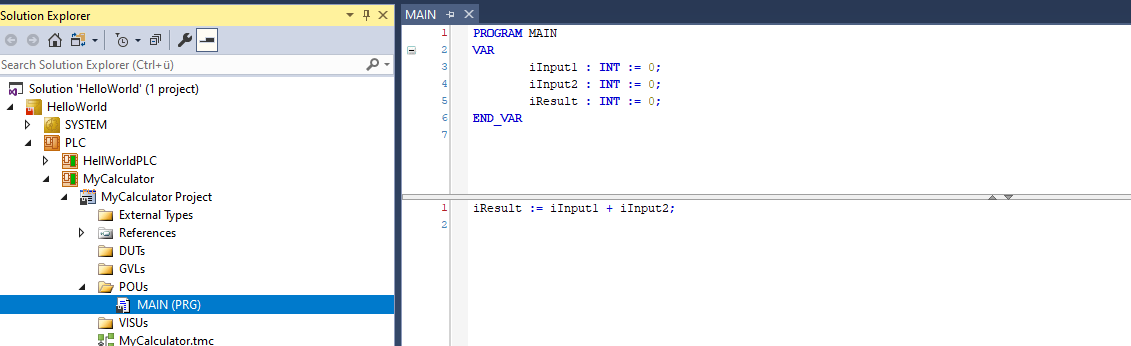 Solution Explorer
Search Solution Explorer (Ctrl+ü)
Solution 'HelloWorld' (1 project)
HelloWorld
SYSTEM
PLC
HellWorldPLC
MyCalculator
MyCalculator Project
External Types
References
DUTs
GVLs
POUs
MAIN (PRG)
VISUs
MyCalculator.tmc
MAIN
1 PROGRAM MAIN
2 VAR
3 iInput1 : INT := 0;
4 iInput2 : INT := 0;
5 iResult : INT := 0;
6 END_VAR
7
1 iResult := iInput1 + iInput2;
2